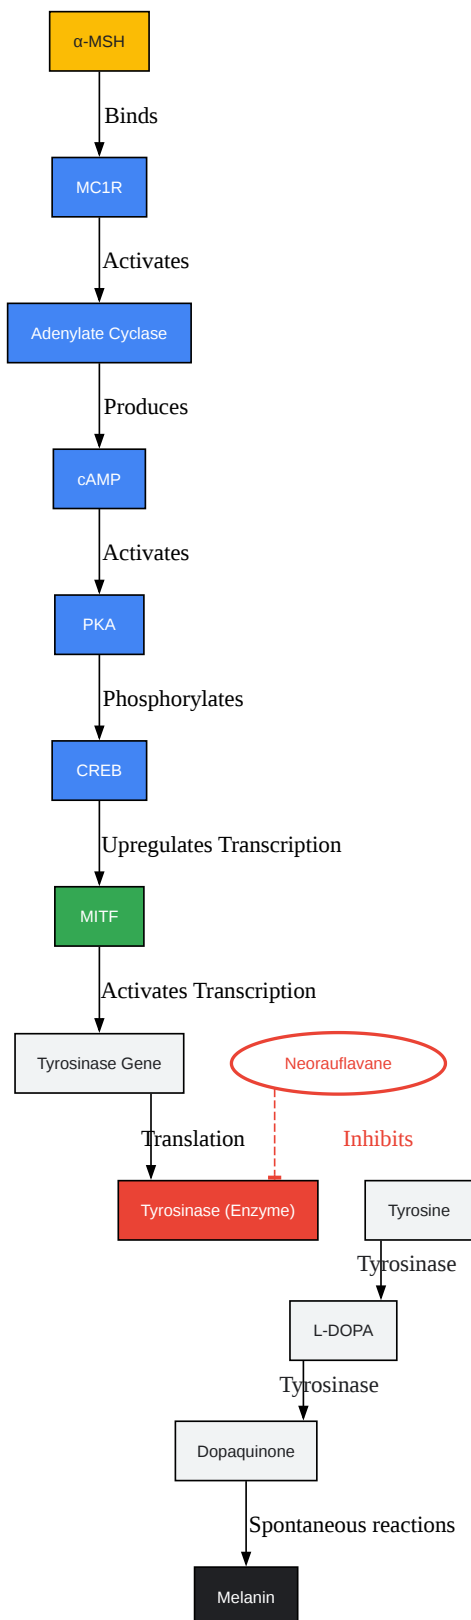 α-MSH
Binds
MC1R
Activates
Adenylate Cyclase
Produces
cAMP
Activates
PKA
Phosphorylates
CREB
Upregulates Transcription
MITF
Activates Transcription
Tyrosinase Gene
Neorauflavane
Translation
Inhibits
Tyrosinase (Enzyme)
Tyrosine
Tyrosinase
L-DOPA
Tyrosinase
Dopaquinone
Spontaneous reactions
Melanin